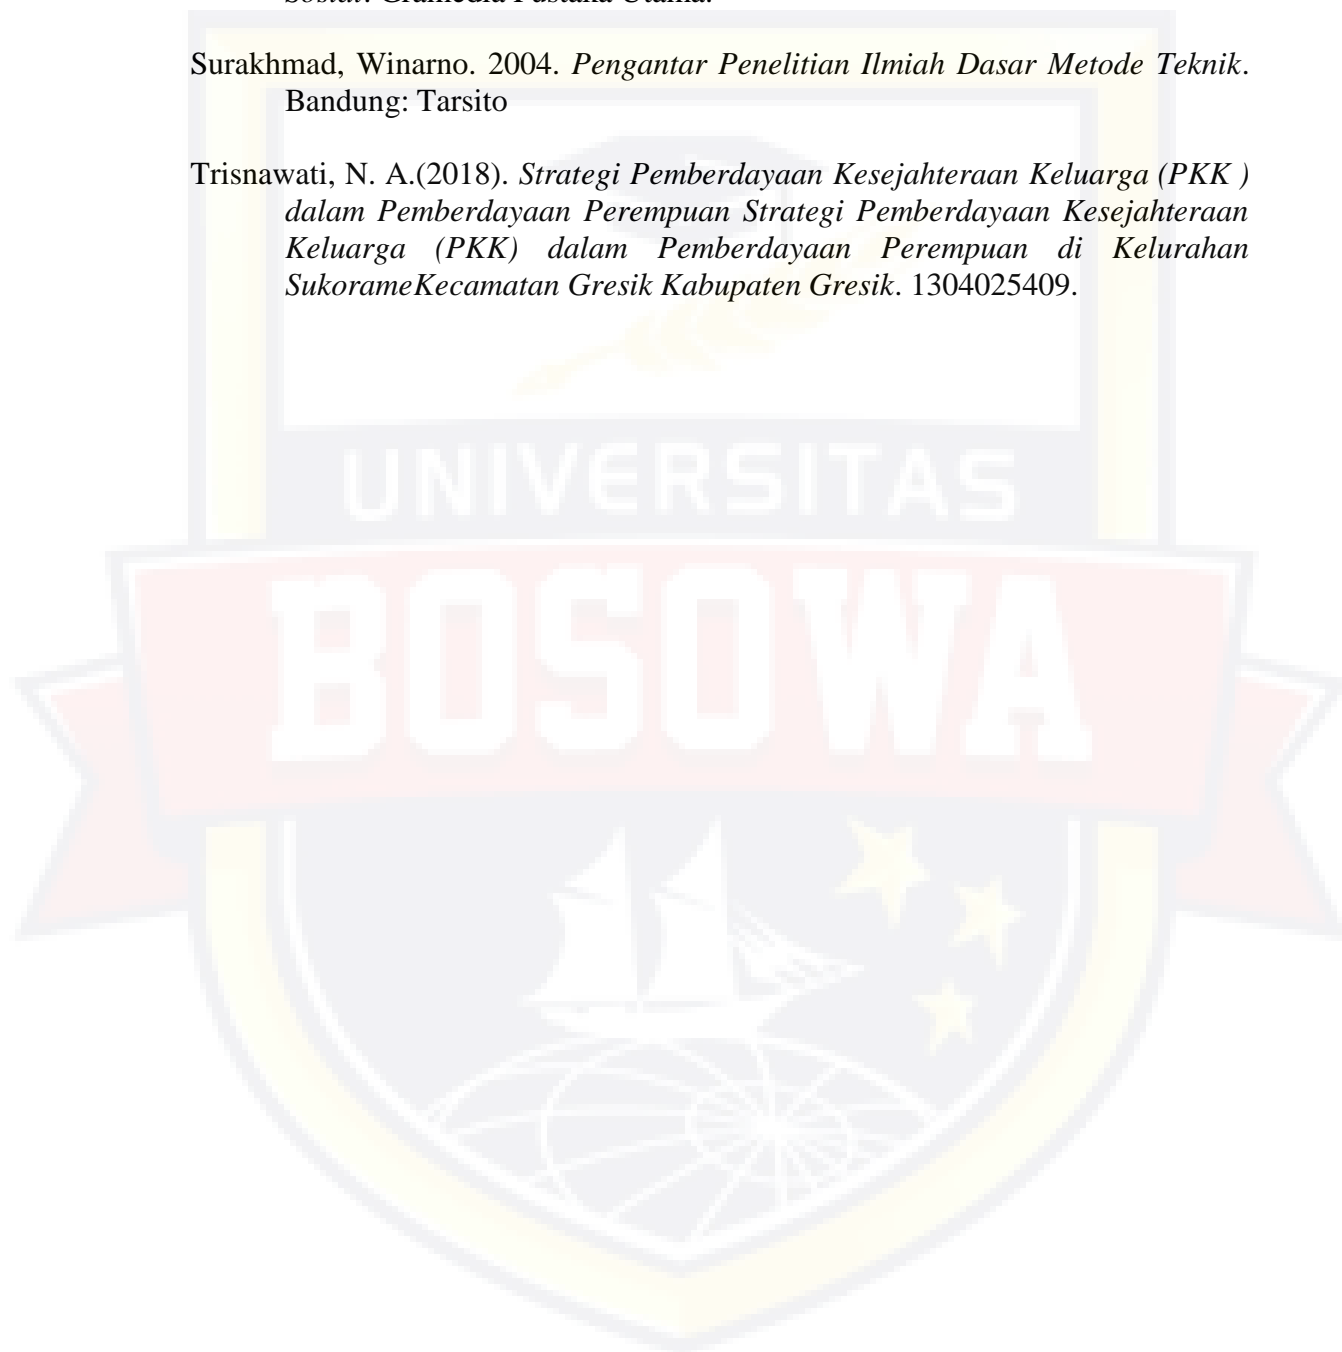 Sosial. Gramedia Pustaka Utama.
Surakhmad, Winarno. 2004. Pengantar Penelitian Ilmiah Dasar Metode Teknik.
Bandung: Tarsito
Trisnawati, N. A.(2018). Strategi Pemberdayaan Kesejahteraan Keluarga (PKK )
dalam Pemberdayaan Perempuan Strategi Pemberdayaan Kesejahteraan
Keluarga (PKK) dalam Pemberdayaan Perempuan di Kelurahan
SukorameKecamatan Gresik Kabupaten Gresik. 1304025409.
UNIVERSITAS
BOSOWA